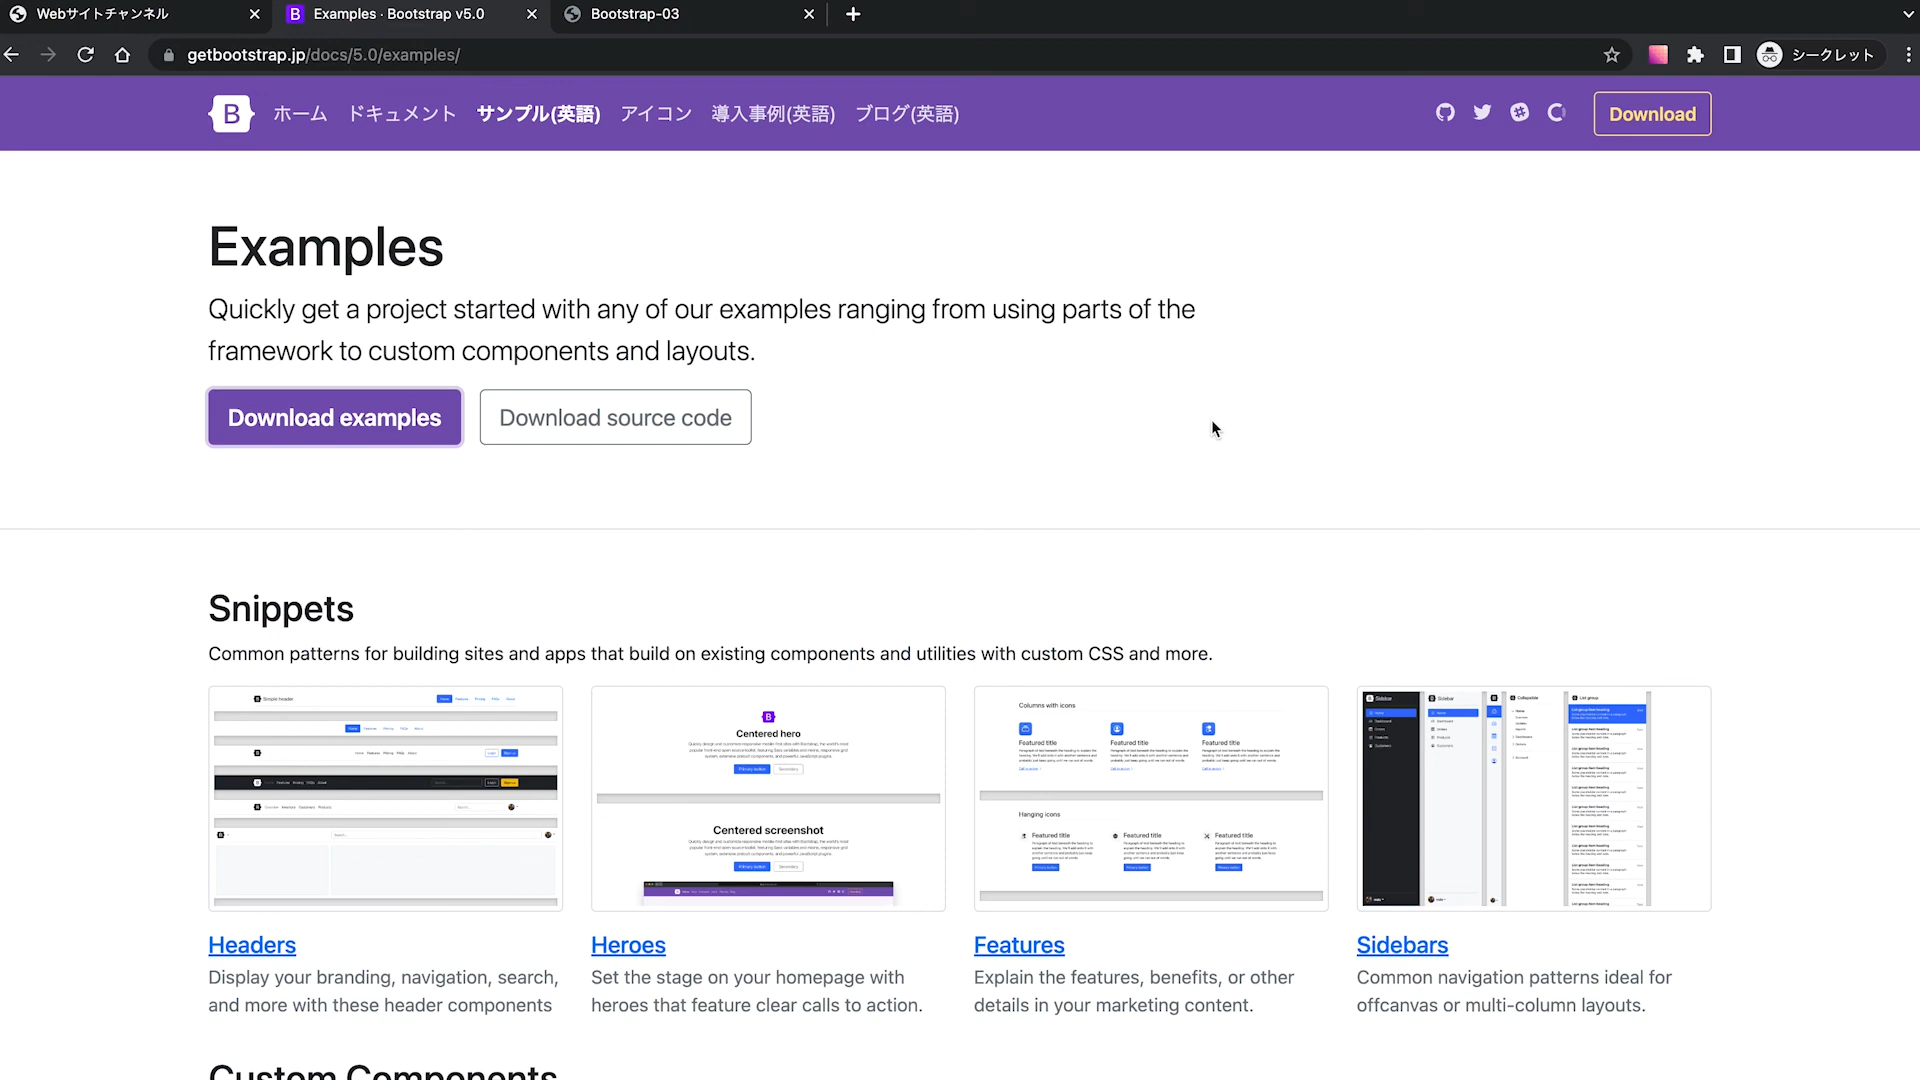 Webサイトチャンネル
Examples · Bootstrap v5.0
Bootstrap-03
getbootstrap.jp/docs/5.0/examples/
シークレット
B
ホーム
ドキュメント
サンプル(英語)
アイコン
導入事例(英語)
ブログ(英語)
Download
Examples
Quickly get a project started with any of our examples ranging from using parts of the
framework to custom components and layouts.
Download examples
Download source code
Snippets
Common patterns for building sites and apps that build on existing components and utilities with custom CSS and more.
Simple header
Centered hero
Centered screenshot
Columns with icons
Featured title
Featured title
Featured title
Hanging icons
Featured title
Featured title
Featured title
Sidebar
Sidebar
Collapsible
List group
Headers
Display your branding, navigation, search,
and more with these header components
Heroes
Set the stage on your homepage with
heroes that feature clear calls to action.
Features
Explain the features, benefits, or other
details in your marketing content.
Sidebars
Common navigation patterns ideal for
offcanvas or multi-column layouts.
Custom Components